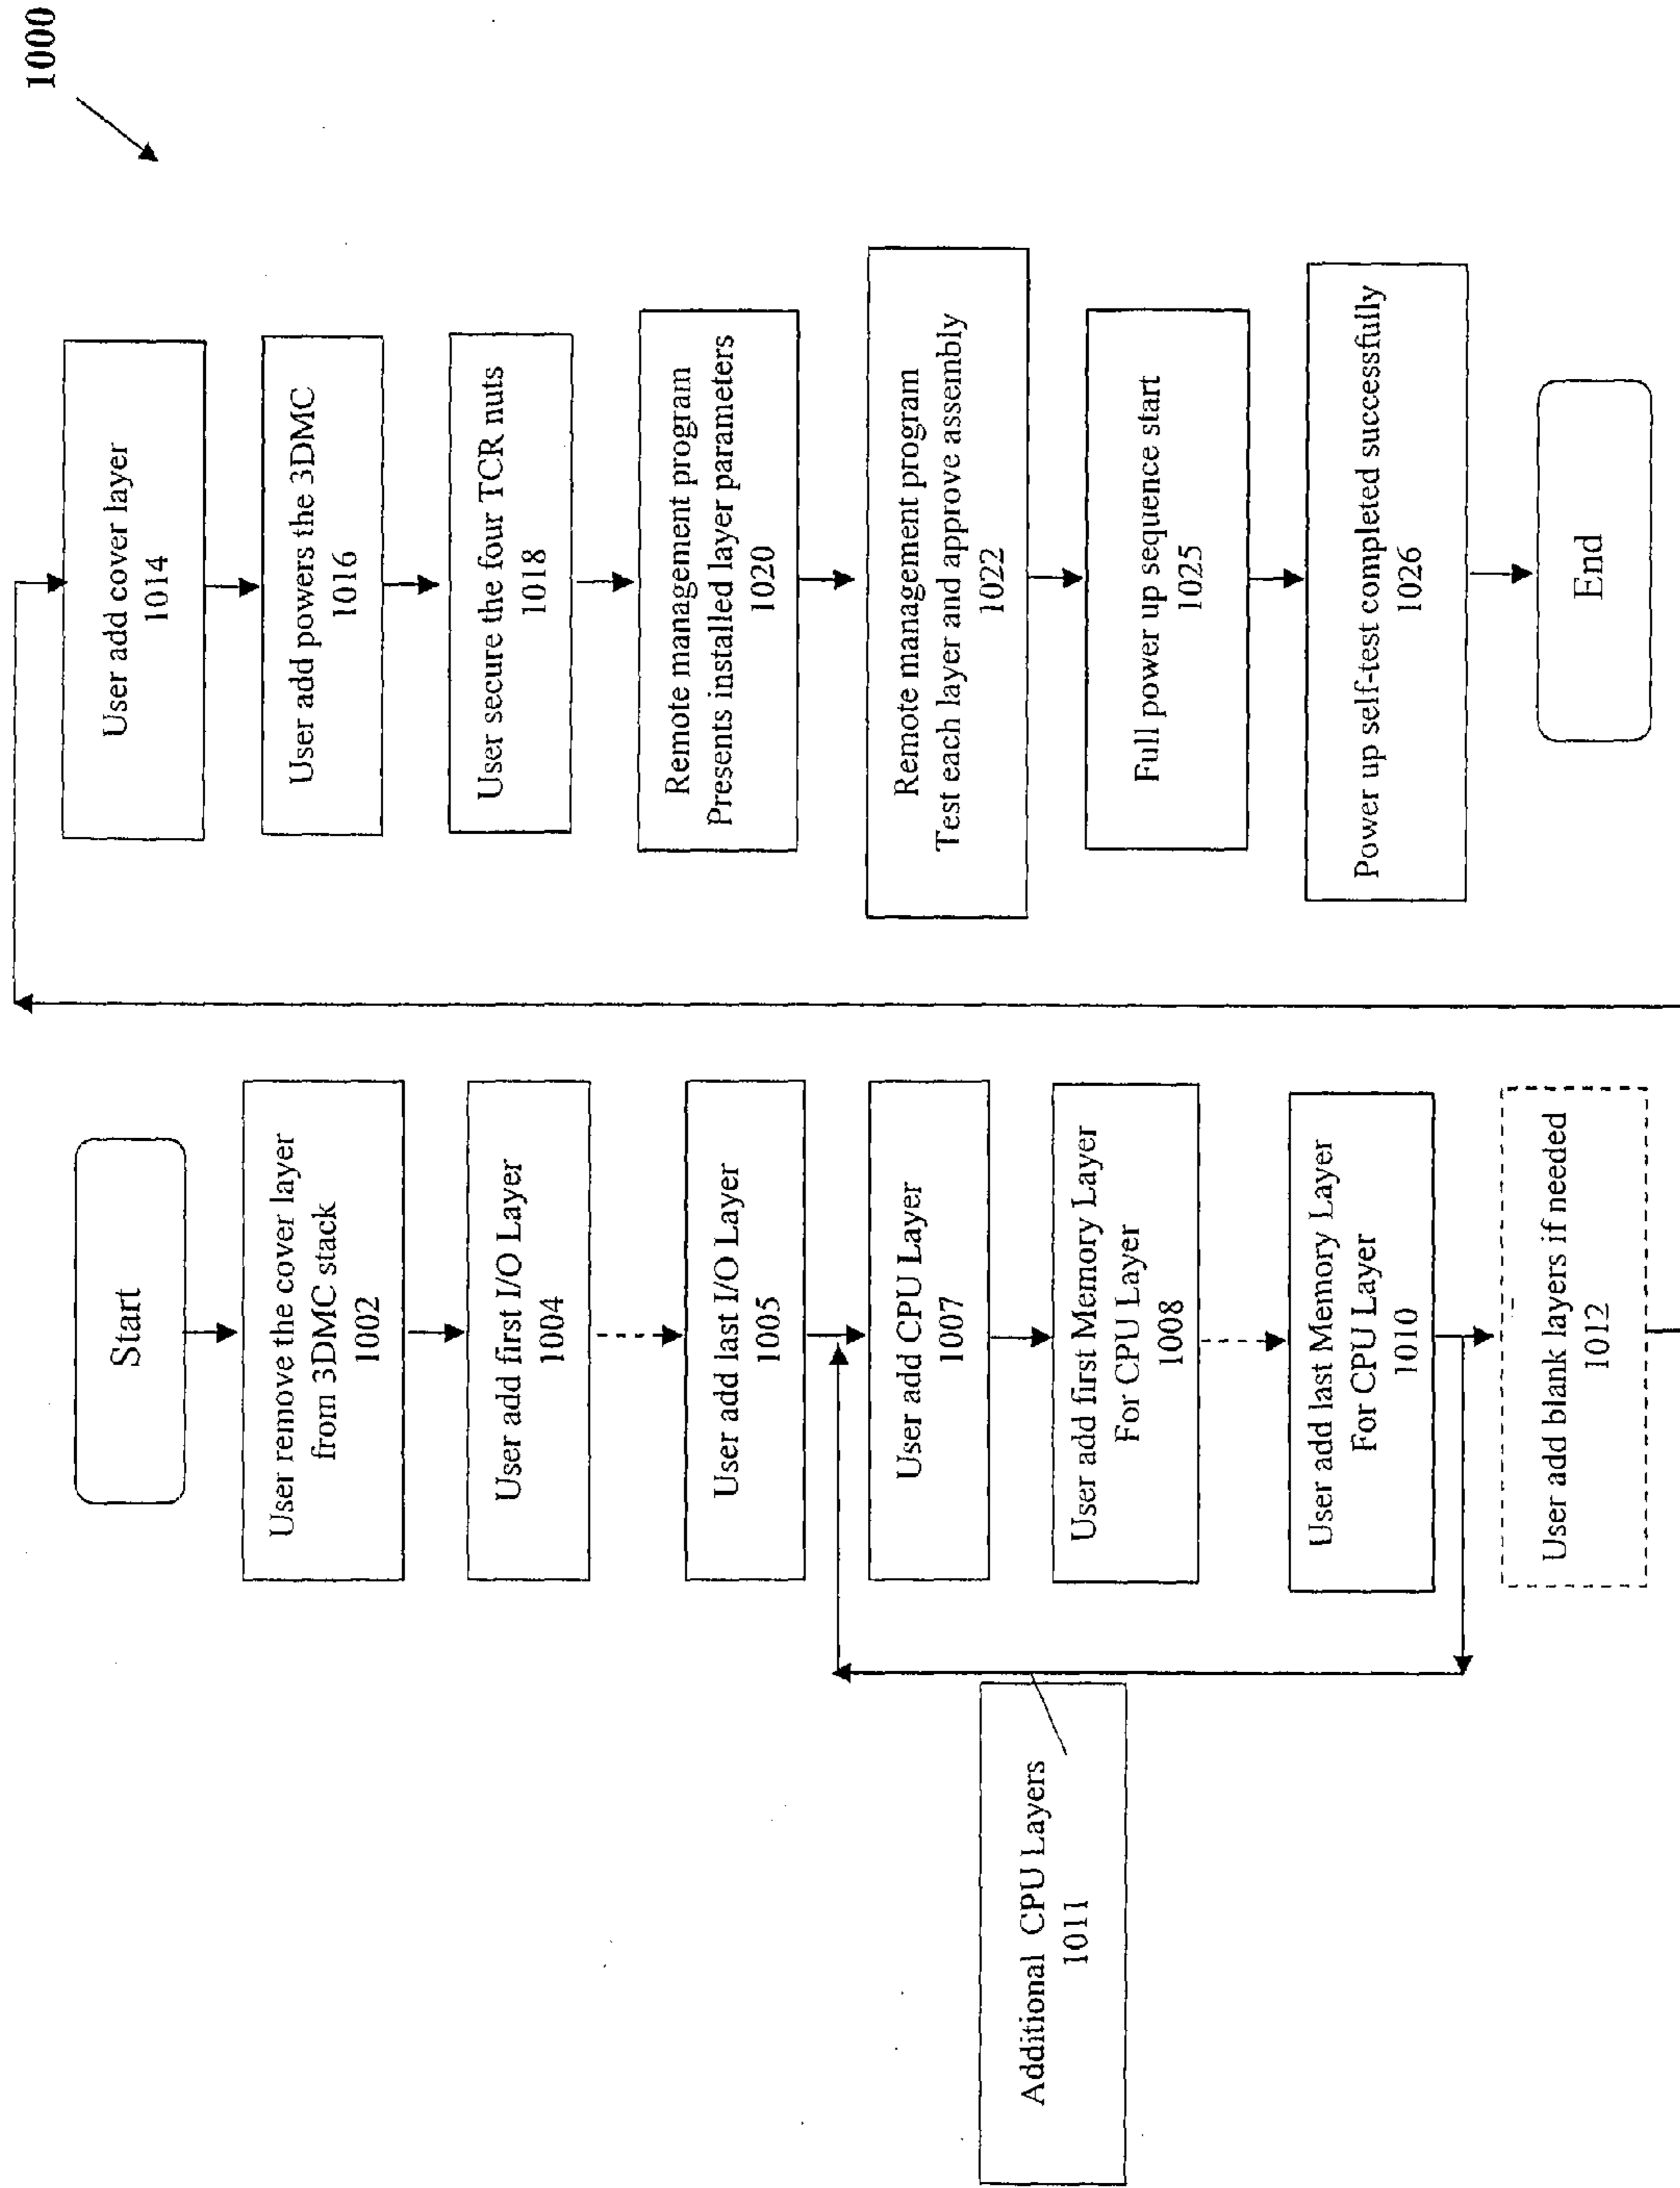 1000
Start
User remove the cover layer
from 3DMC stack
1002
User add first I/O Layer
1004
User add last I/O Layer
1005
User add CPU Layer
1007
User add first Memory Layer
For CPU Layer
1008
User add last Memory Layer
For CPU Layer
1010
Additional CPU Layers
1011
User add blank layers if needed
1012
User add cover layer
1014
User add powers the 3DMC
1016
User secure the four TCR nuts
1018
Remote management program
Presents installed layer parameters
1020
Remote management program
Test each layer and approve assembly
1022
Full power up sequence start
1025
Power up self-test completed successfully
1026
End